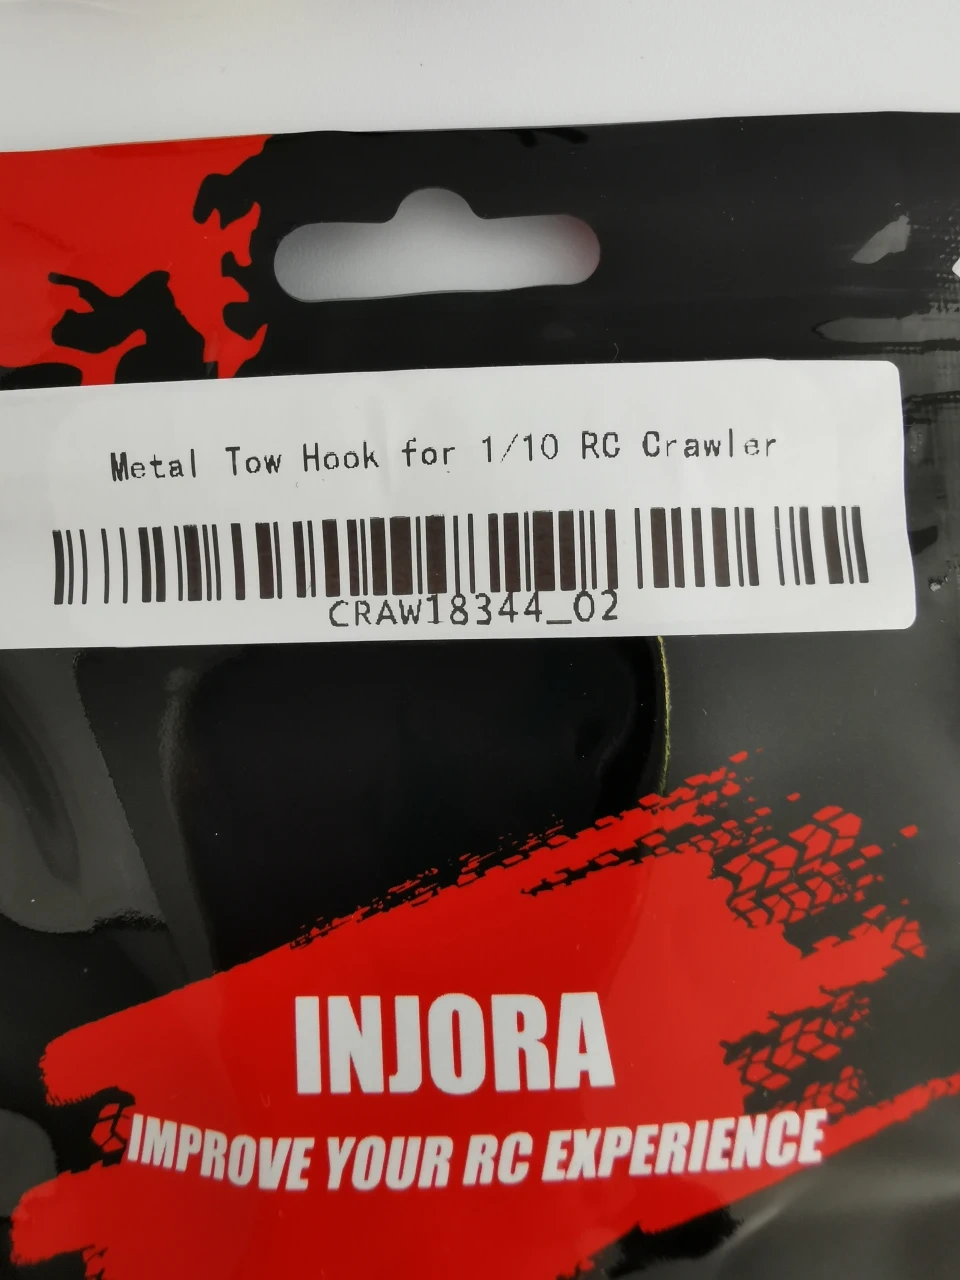 Metal Tow Hook for 1/10 RC Crawler
CRAW18344_02
INJORA
IMPROVE YOUR RC EXPERIENCE